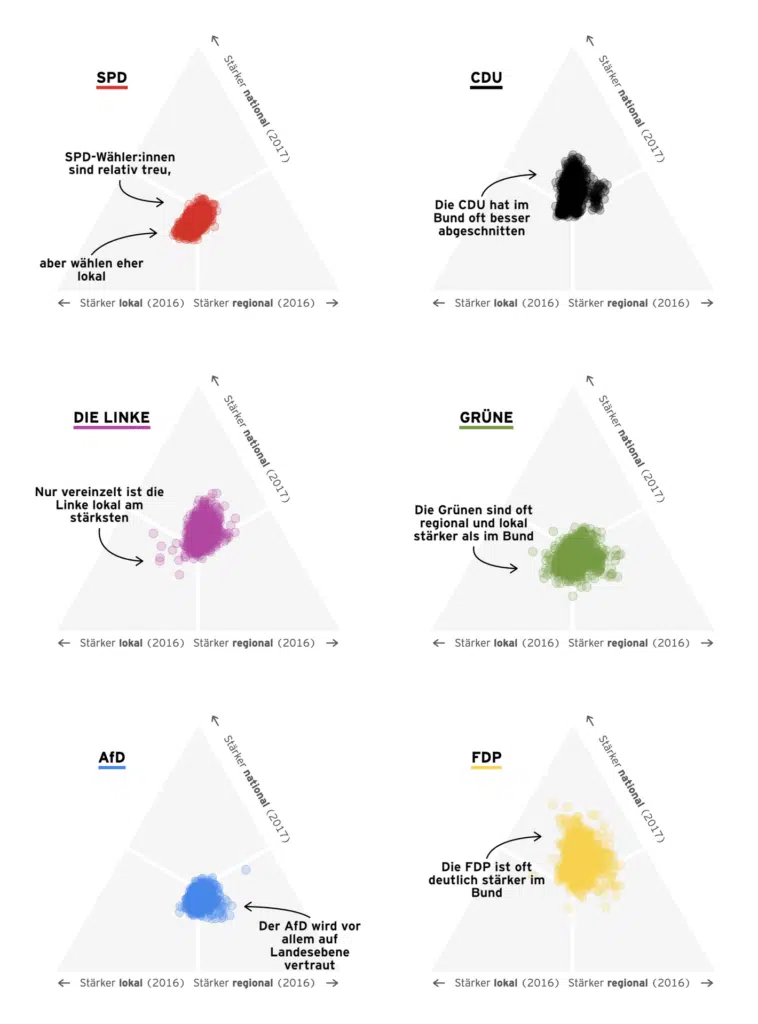 SPD
Stärker national (2017)
SPD-Wähler:innen
sind relativ treu,
aber wählen eher
lokal
← Stärker lokal (2016) Stärker regional (2016) →
CDU
Stärker national (2017)
Die CDU hat im
Bund oft besser
abgeschnitten
← Stärker lokal (2016) Stärker regional (2016) →
DIE LINKE
Stärker national (2017)
Nur vereinzelt ist die
Linke lokal am
stärksten
← Stärker lokal (2016) Stärker regional (2016) →
GRÜNE
Stärker national (2017)
Die Grünen sind oft
regional und lokal
stärker als im Bund
← Stärker lokal (2016) Stärker regional (2016) →
AfD
Stärker national (2017)
Der AfD wird vor
allem auf
Landesebene
vertraut
← Stärker lokal (2016) Stärker regional (2016) →
FDP
Stärker national (2017)
Die FDP ist oft
deutlich stärker im
Bund
← Stärker lokal (2016) Stärker regional (2016) →